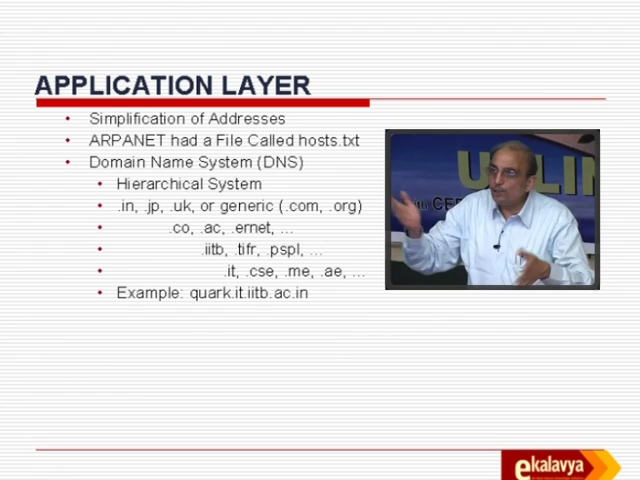 APPLICATION LAYER
• Simplification of Addresses
• ARPANET had a File Called hosts.txt
• Domain Name System (DNS)
• Hierarchical System
• .in, .jp, .uk, or generic (.com, .org)
• .co, .ac, .ernet, ...
• .iitb, .tifr, .pspl, ...
• .it, .cse, .me, .ae, ...
• Example: quark.it.iitb.ac.in
ekalavya